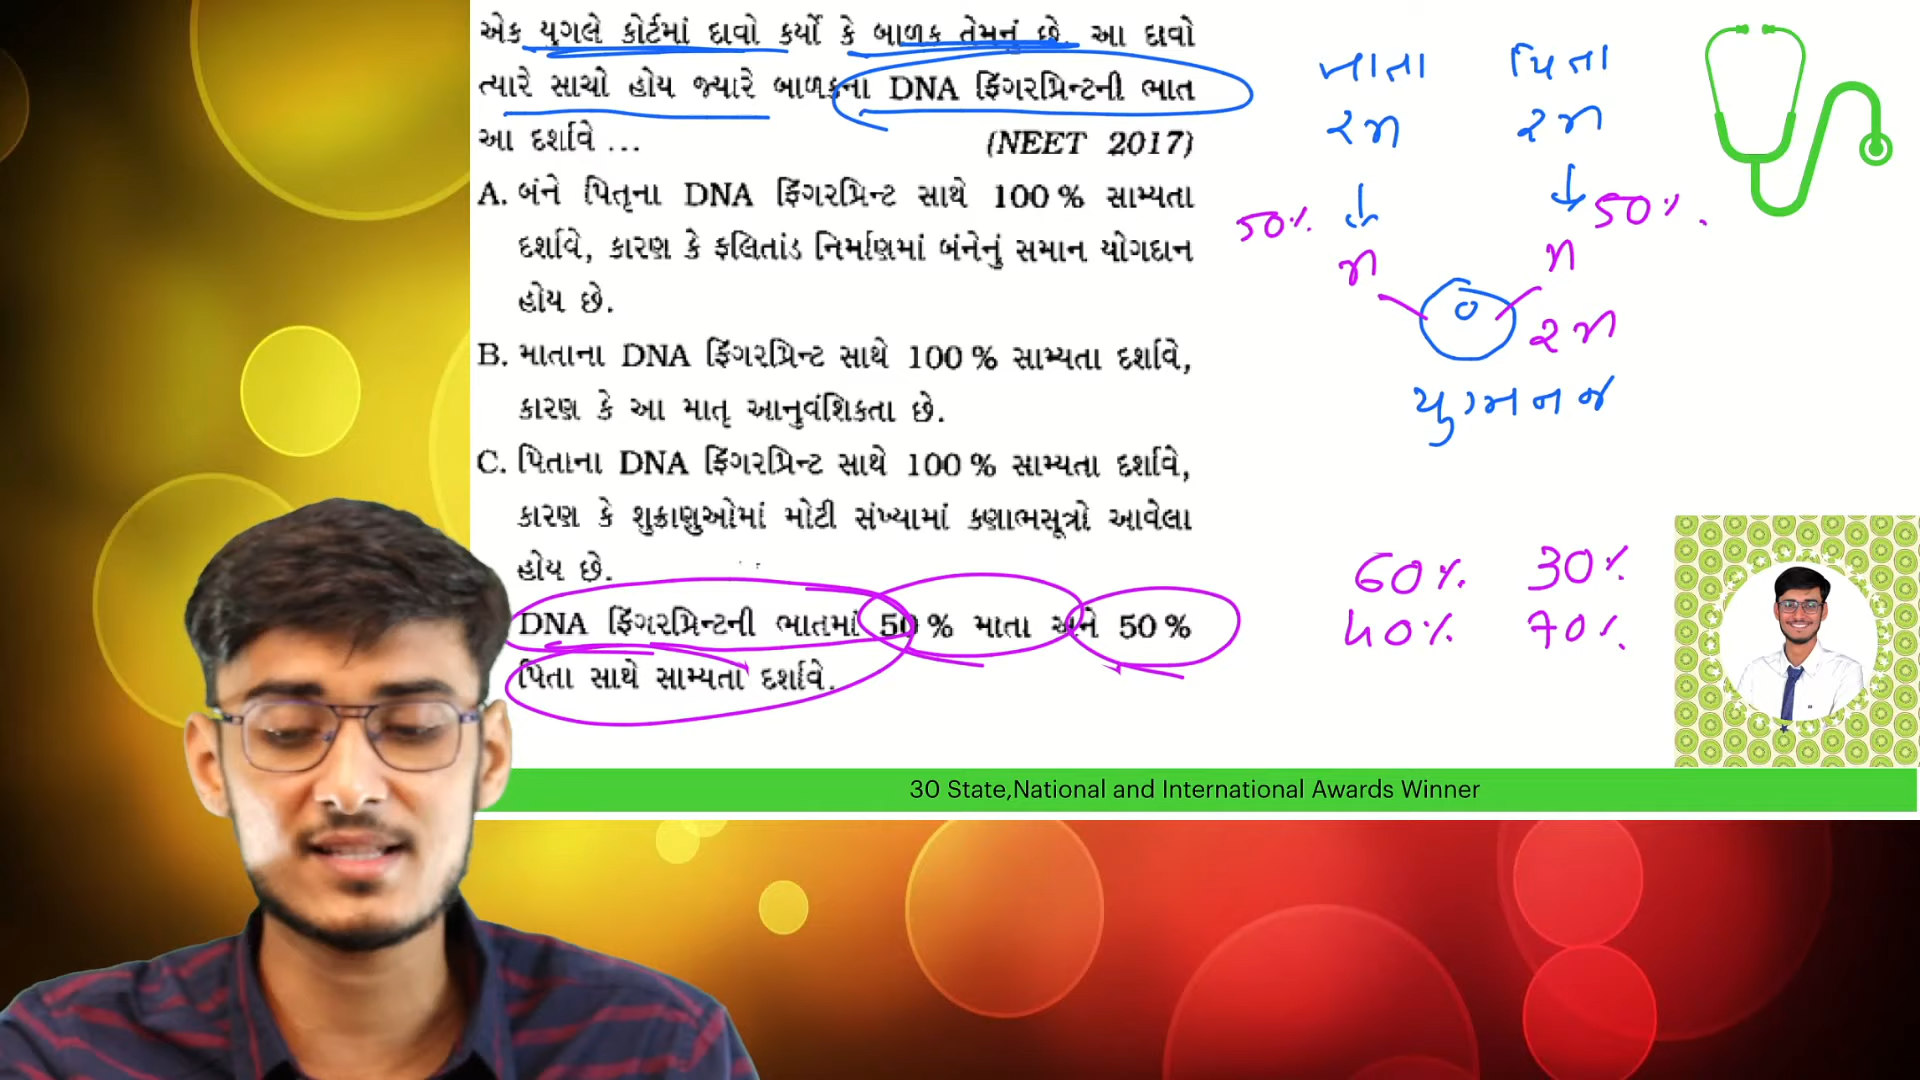 એક યુગલે કોર્ટમાં દાવો કર્યો કે બાળક તેમનું છે. આ દાવો
ત્યારે સાચો હોય જ્યારે બાળકના DNA ફિંગરપ્રિન્ટની ભાત
આ દર્શાવે ...
(NEET 2017)
A. બંને પિતૃના DNA ફિંગરપ્રિન્ટ સાથે 100 % સામ્યતા
દર્શાવે, કારણ કે ફલિતાંડ નિર્માણમાં બંનેનું સમાન યોગદાન
હોય છે.
B. માતાના DNA ફિંગરપ્રિન્ટ સાથે 100 % સામ્યતા દર્શાવે,
કારણ કે આ માતૃ આનુવંશિકતા છે.
C. પિતાના DNA ફિંગરપ્રિન્ટ સાથે 100 % સામ્યતા દર્શાવે,
કારણ કે શુક્રાણુઓમાં મોટી સંખ્યામાં કણાભસૂત્રો આવેલા
હોય છે.
DNA ફિંગરપ્રિન્ટની ભાતમાં 50 % માતા અને 50 %
પિતા સાથે સામ્યતા દર્શાવે.
માતા પિતા
2n 2n
50% 50%.
n n
2n
યુગ્મનજ
60% 30%
40% 70%
30 State,National and International Awards Winner